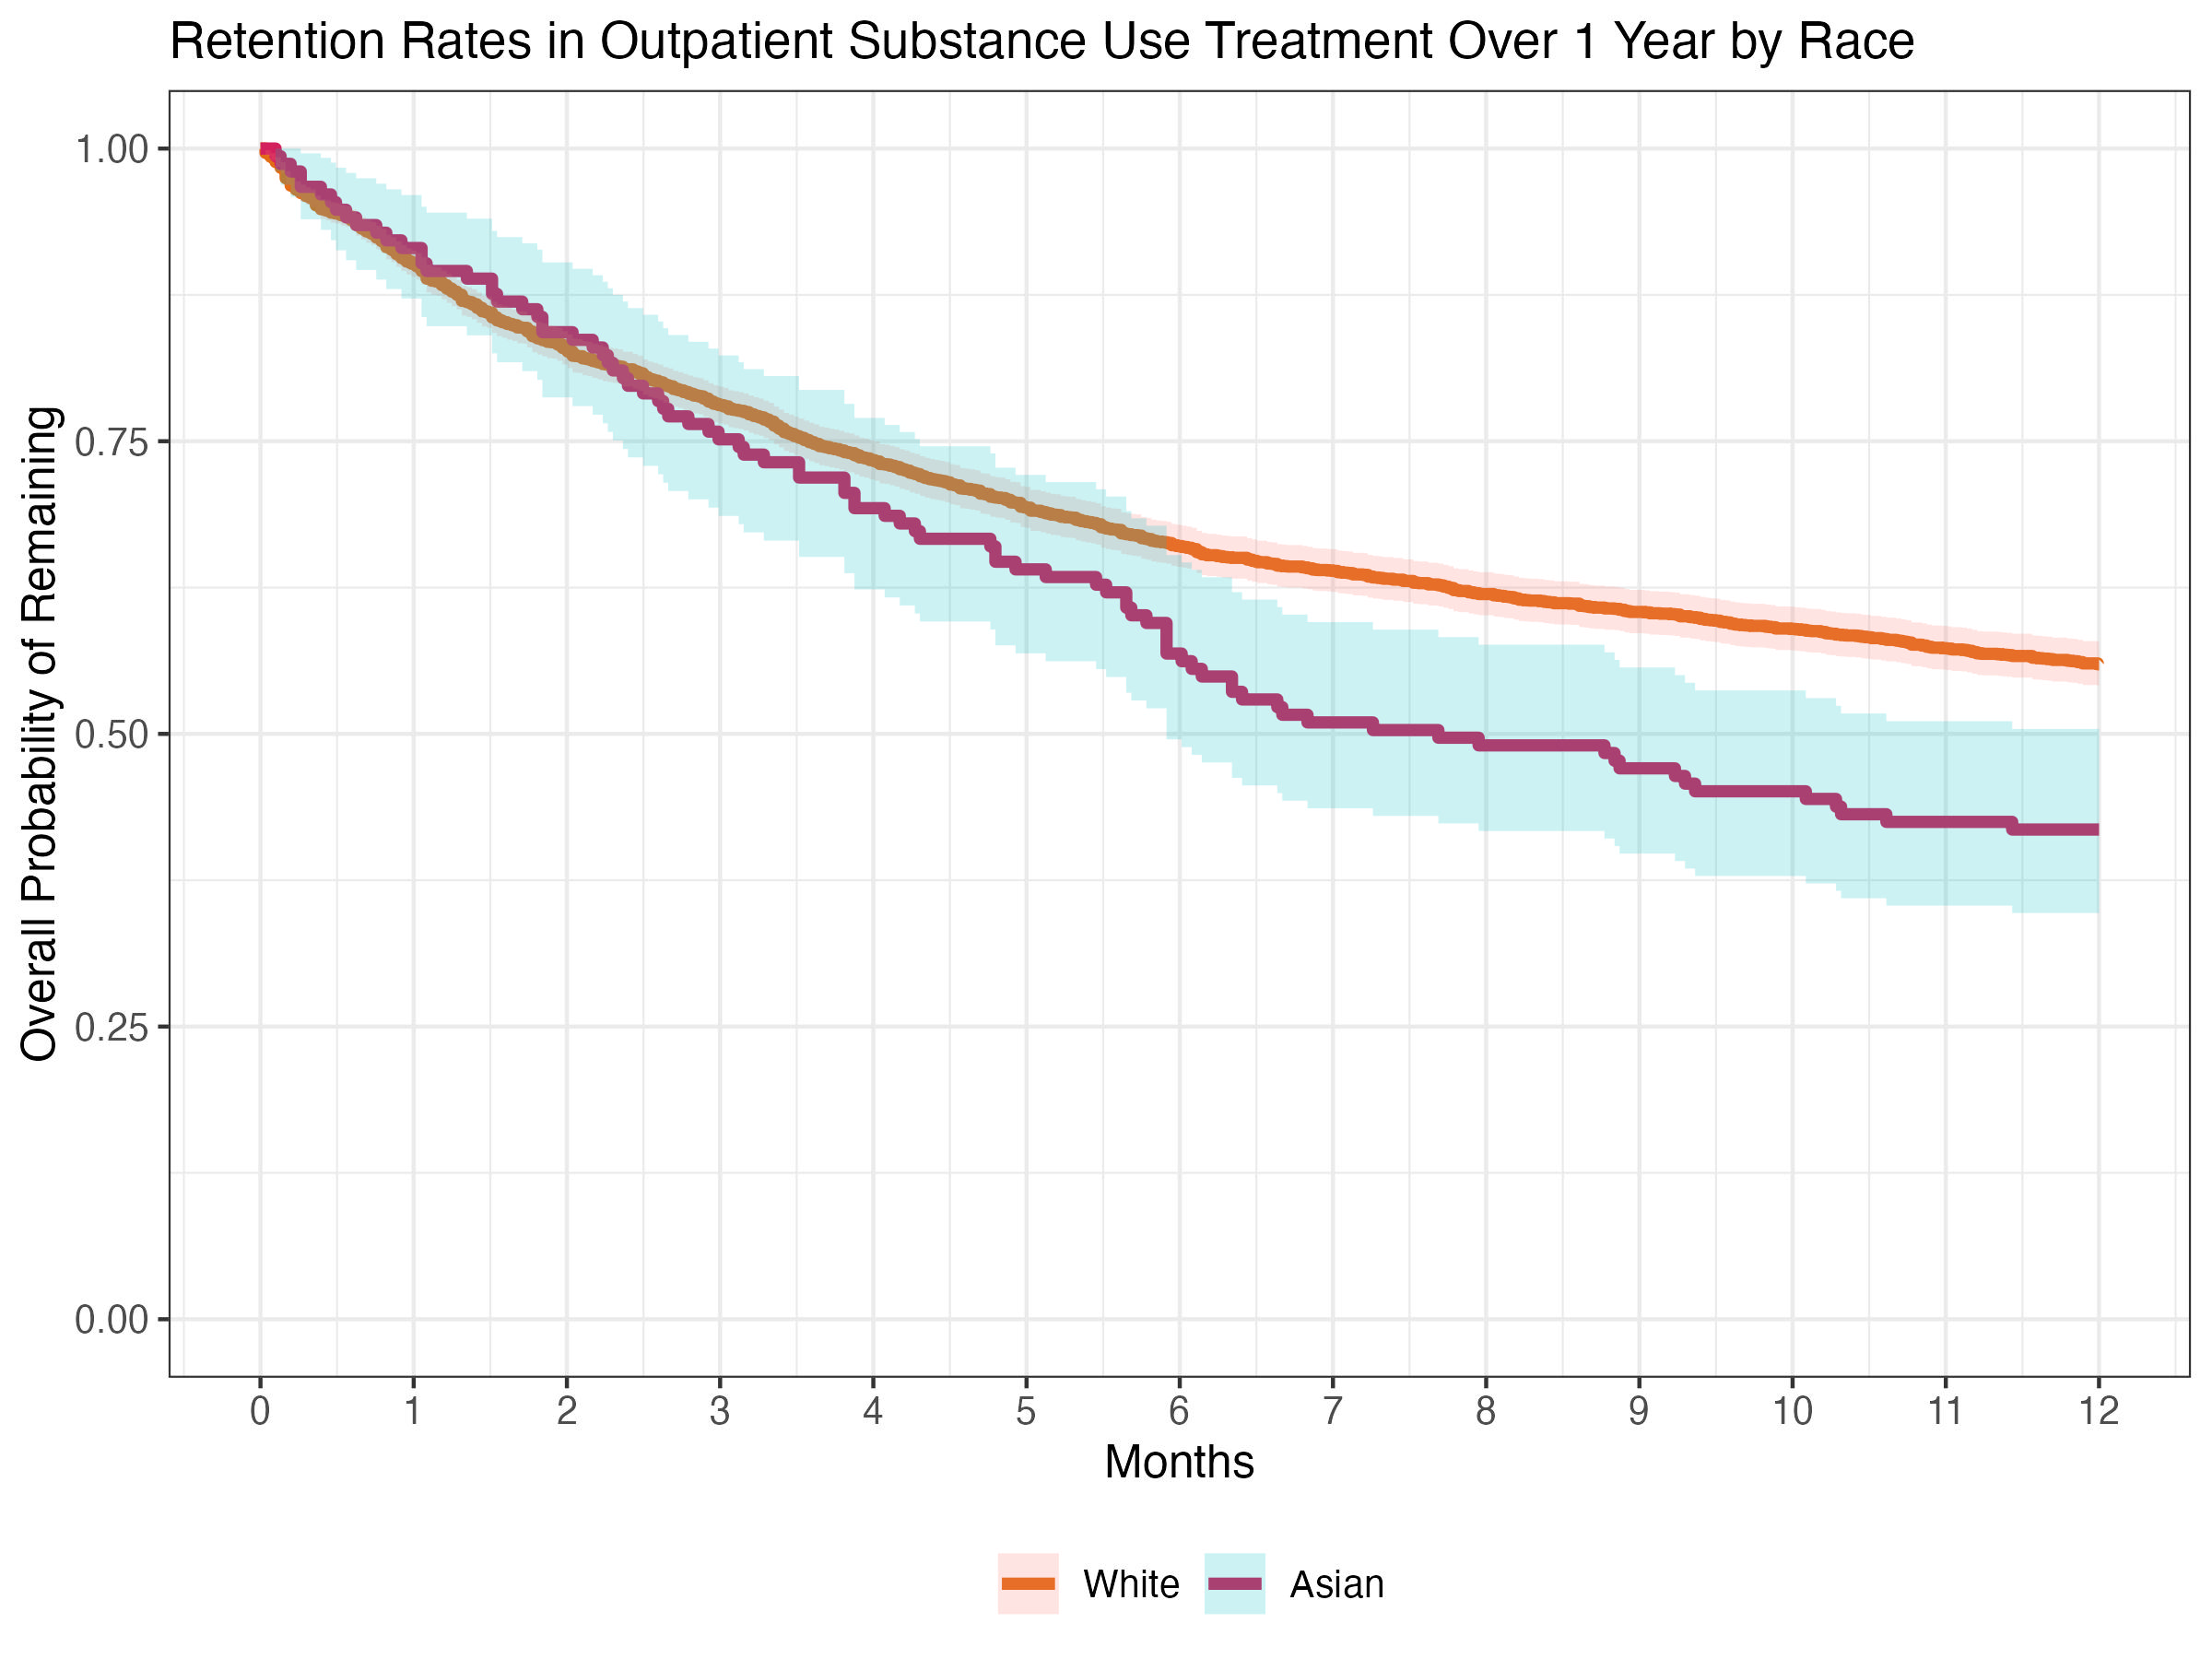 Retention Rates in Outpatient Substance Use Treatment Over 1 Year by Race
Overall Probability of Remaining
1.00
0.75
0.50
0.25
0.00
0 1 2 3 4 5 6 7 8 9 10 11 12
Months
White Asian